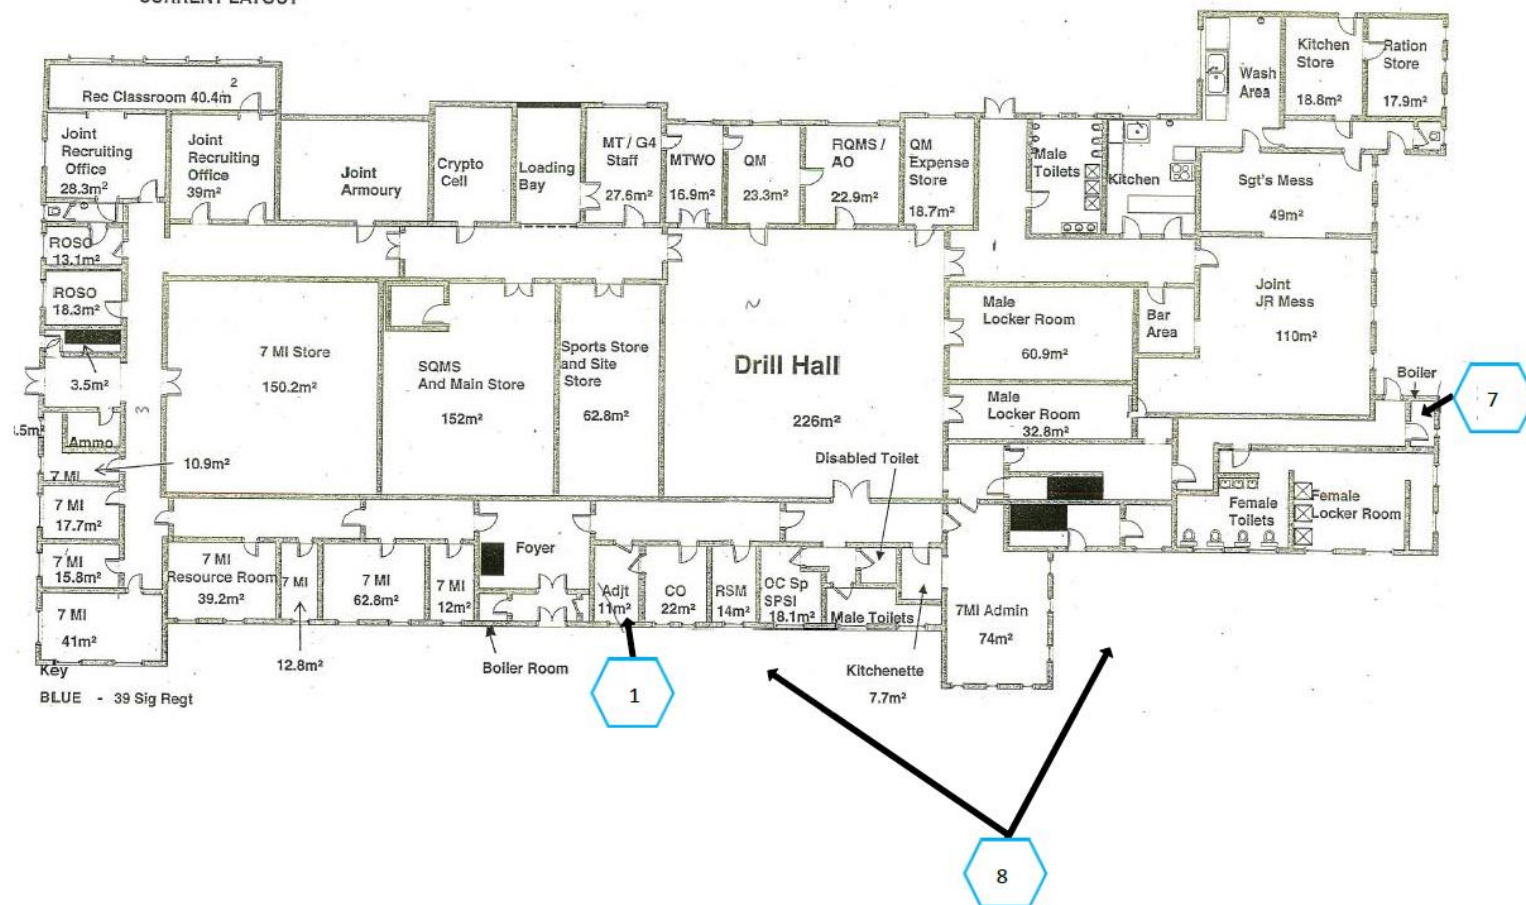 CURRENT LAYOUT
Rec Classroom 40.4m²
Joint
Recruiting
Office
28.3m²
Joint
Recruiting
Office
39m²
Joint
Armoury
Crypto
Cell
Loading
Bay
MT / G4
Staff
27.6m²
MTWO
16.9m²
QM
23.3m²
RQMS /
AO
22.9m²
QM
Expense
Store
18.7m²
Male
Toilets
Kitchen
Wash
Area
Kitchen
Store
18.8m²
Ration
Store
17.9m²
Sgt's Mess
49m²
ROSO
13.1m²
ROSO
18.3m²
3.5m²
7 MI Store
150.2m²
SQMS
And Main Store
152m²
Sports Store
and Site
Store
62.8m²
Drill Hall
226m²
Male
Locker Room
60.9m²
Bar
Area
Joint
JR Mess
110m²
Male
Locker Room
32.8m²
Boiler
7
.5m²
Ammo
7 MI
10.9m²
7 MI
17.7m²
7 MI
15.8m²
7 MI
41m²
7 MI
Resource Room
39.2m²
7 MI
12.8m²
7 MI
62.8m²
7 MI
12m²
Foyer
Boiler Room
Adjt
11m²
CO
22m²
RSM
14m²
OC Sp
SPSI
18.1m²
Disabled Toilet
Male Toilets
Kitchenette
7.7m²
7MI Admin
74m²
Female
Toilets
Female
Locker Room
Key
BLUE - 39 Sig Regt
1
8